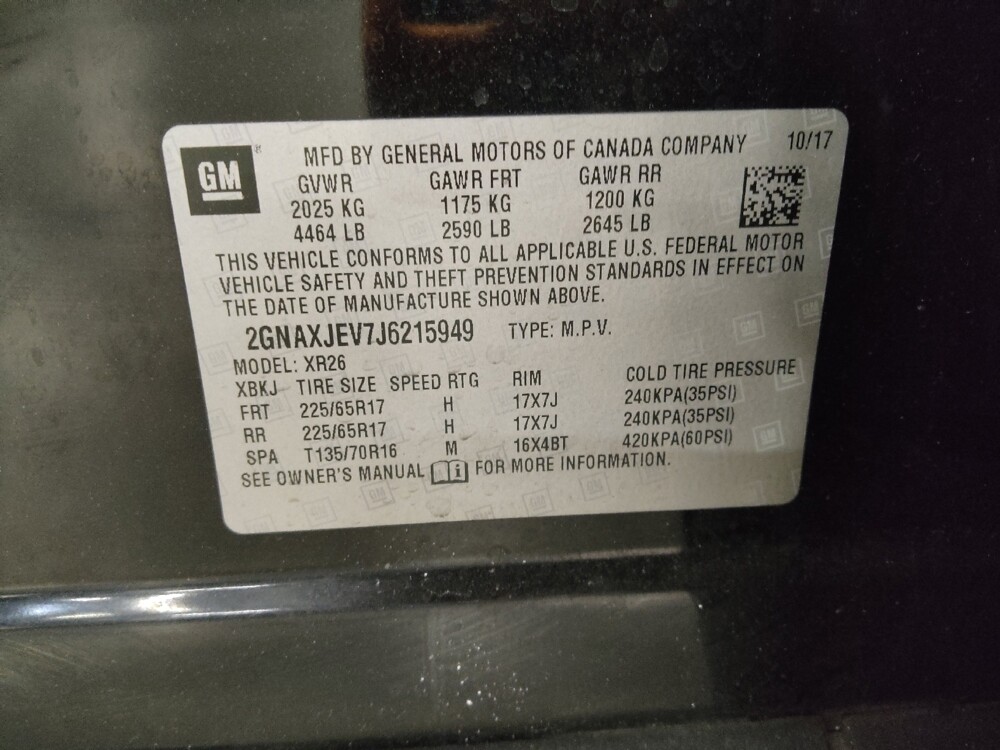 GM ® MFD BY GENERAL MOTORS OF CANADA COMPANY 10/17
GVWR GAWR FRT GAWR RR
2025 KG 1175 KG 1200 KG
4464 LB 2590 LB 2645 LB
THIS VEHICLE CONFORMS TO ALL APPLICABLE U.S. FEDERAL MOTOR
VEHICLE SAFETY AND THEFT PREVENTION STANDARDS IN EFFECT ON
THE DATE OF MANUFACTURE SHOWN ABOVE.
2GNAXJEV7J6215949 TYPE: M.P.V.
MODEL: XR26
XBKJ TIRE SIZE SPEED RTG RIM COLD TIRE PRESSURE
FRT 225/65R17 H 17X7J 240KPA(35PSI)
RR 225/65R17 H 17X7J 240KPA(35PSI)
SPA T135/70R16 M 16X4BT 420KPA(60PSI)
SEE OWNER'S MANUAL i FOR MORE INFORMATION.